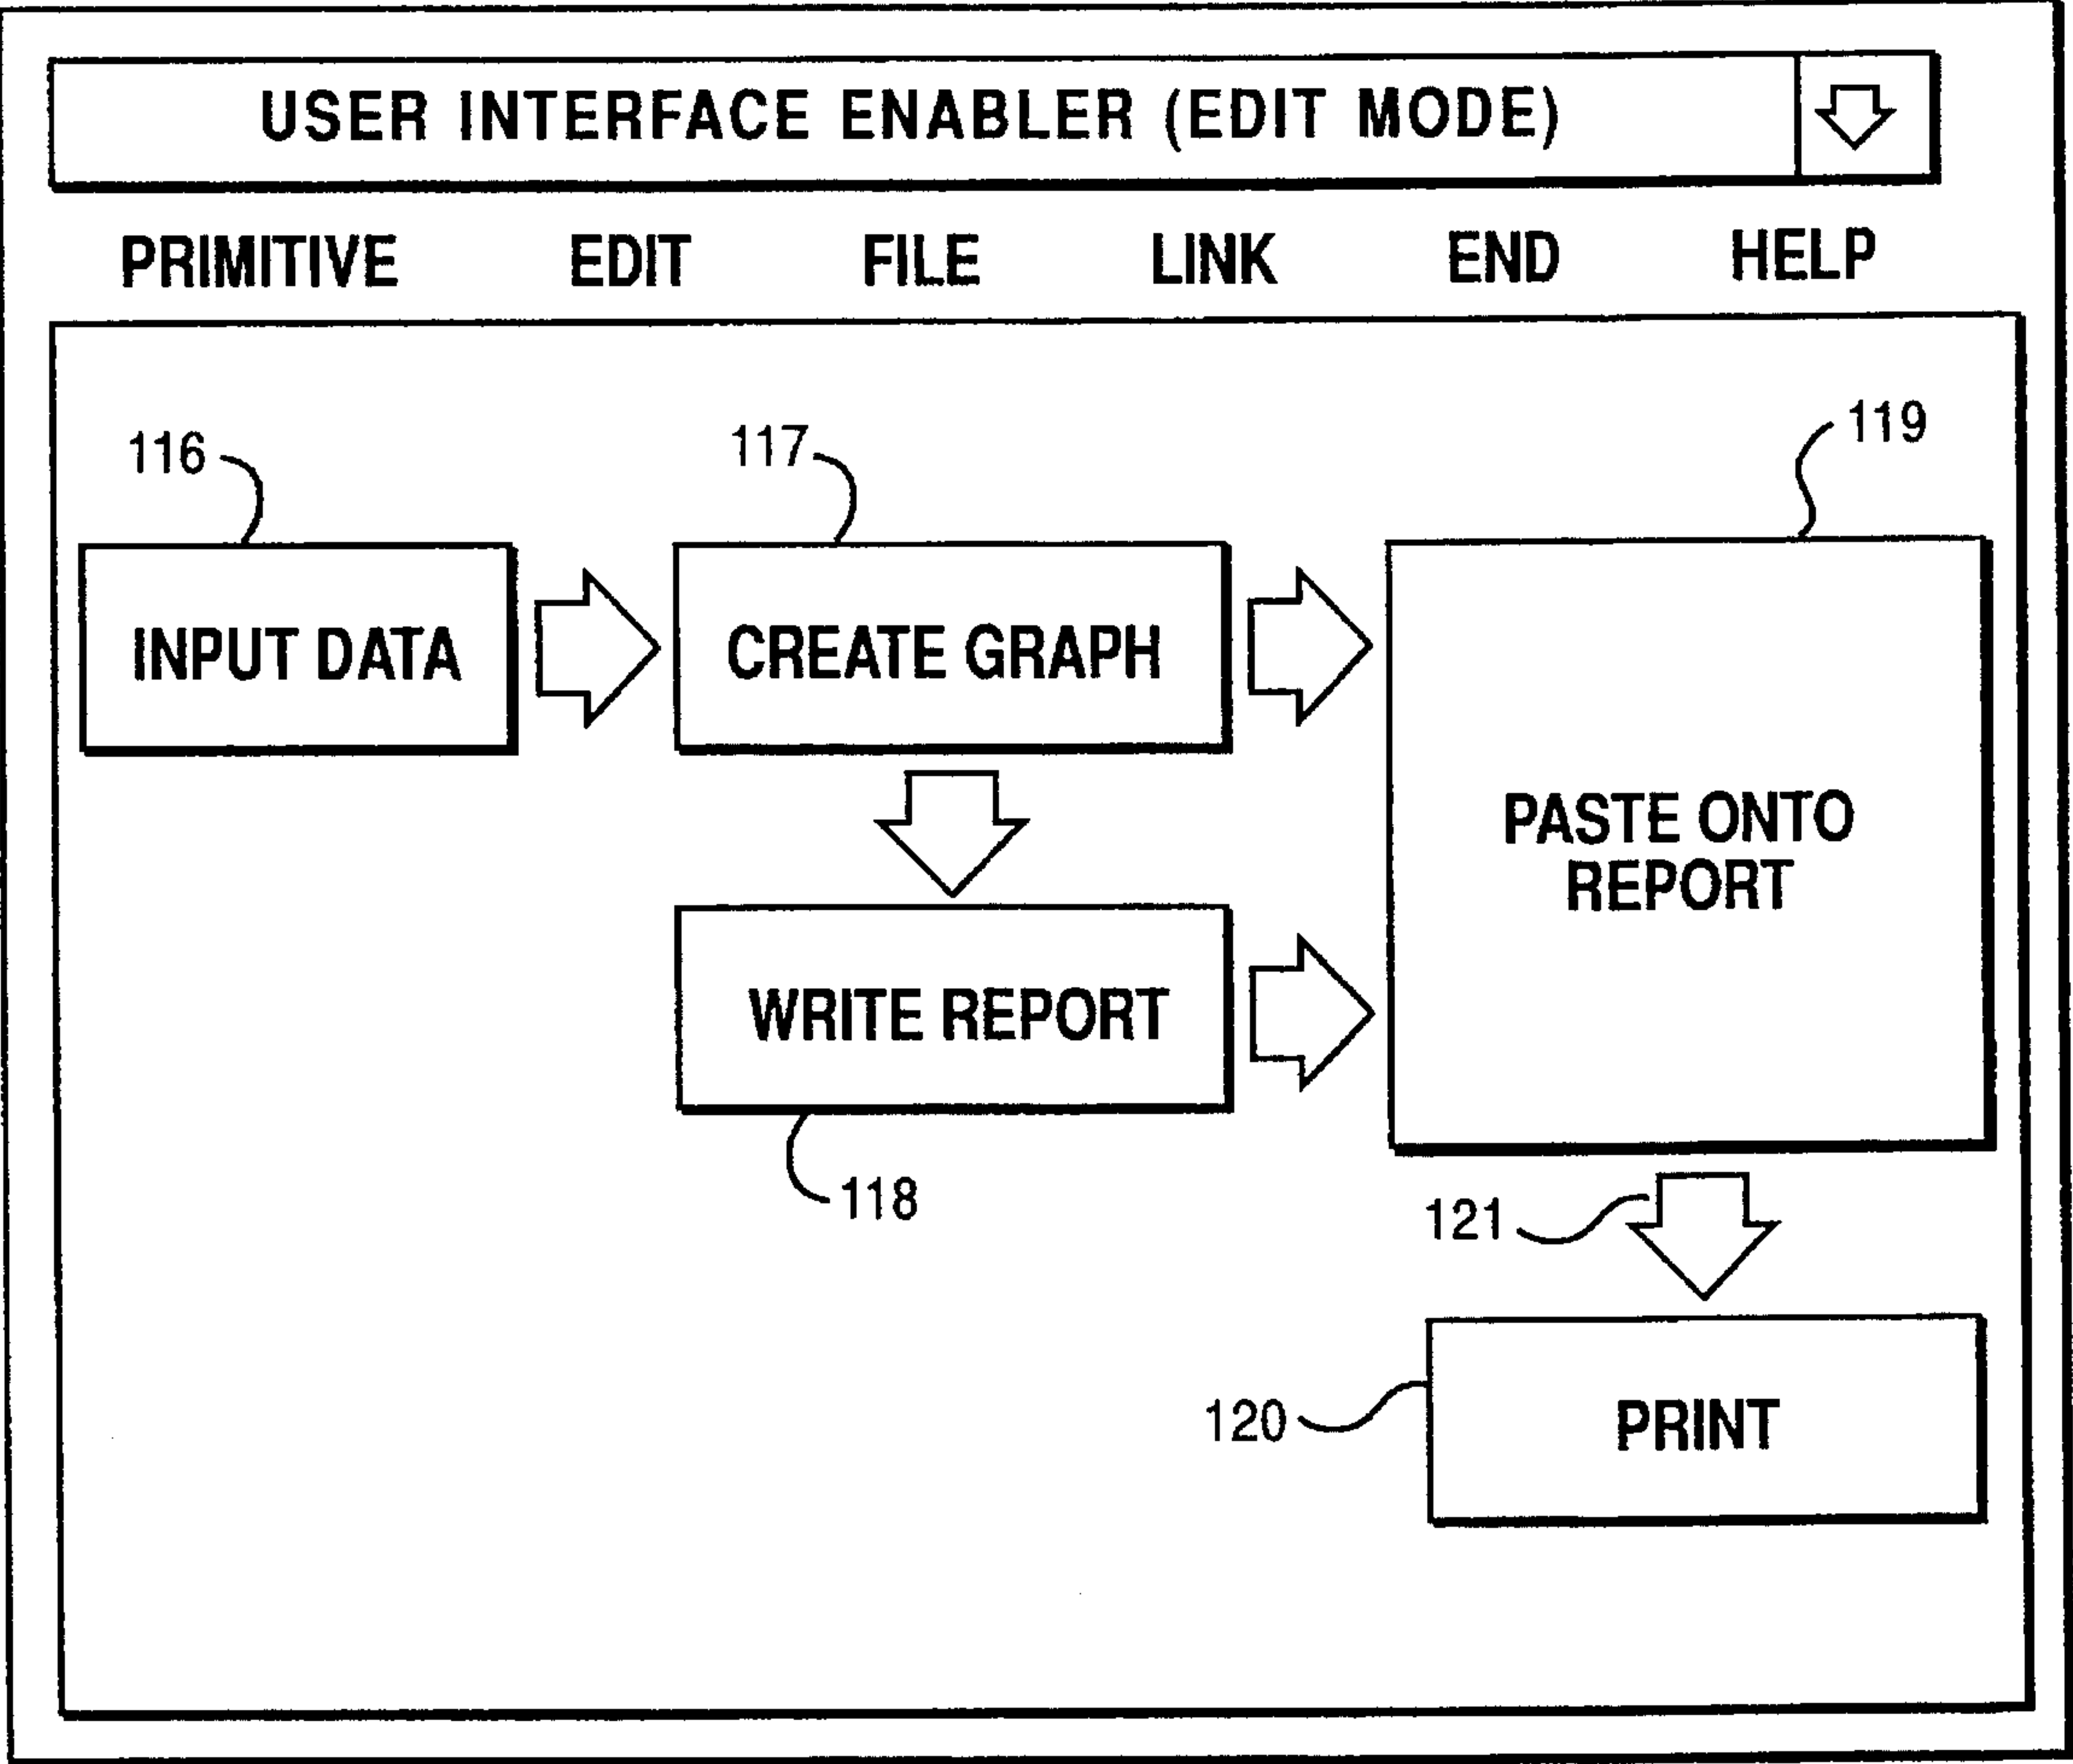 USER INTERFACE ENABLER (EDIT MODE)
PRIMITIVE EDIT FILE LINK END HELP
116
117
119
INPUT DATA
CREATE GRAPH
PASTE ONTO
REPORT
WRITE REPORT
118
121
120
PRINT